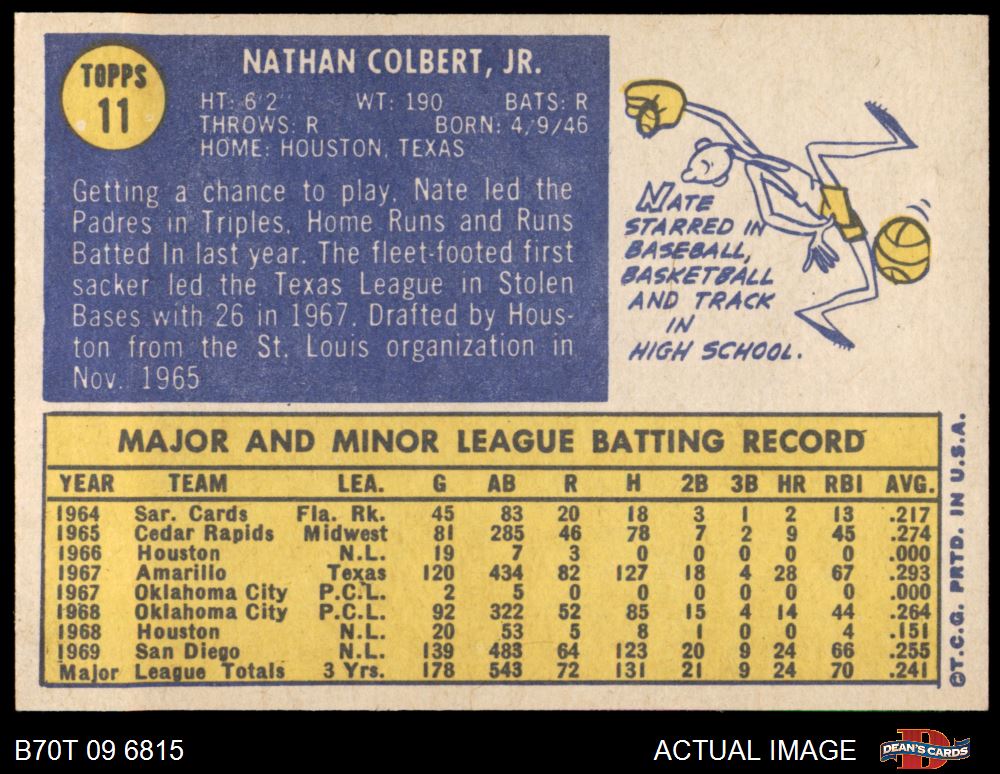 TOPPS
11
NATHAN COLBERT, JR.
HT: 6'2" WT: 190 BATS: R
THROWS: R BORN: 4/9/46
HOME: HOUSTON, TEXAS
Getting a chance to play, Nate led the
Padres in Triples, Home Runs and Runs
Batted In last year. The fleet-footed first
sacker led the Texas League in Stolen
Bases with 26 in 1967. Drafted by Hous-
ton from the St. Louis organization in
Nov. 1965
NATE
STARRED IN
BASEBALL,
BASKETBALL
AND TRACK
IN
HIGH SCHOOL.
MAJOR AND MINOR LEAGUE BATTING RECORD
YEAR TEAM LEA. G AB R H 2B 3B HR RBI AVG.
1964 Sar. Cards Fla. Rk. 45 83 20 18 3 1 2 13 .217
1965 Cedar Rapids Midwest 81 285 46 78 7 2 9 45 .274
1966 Houston N.L. 19 7 3 0 0 0 0 0 .000
1967 Amarillo Texas 120 434 82 127 18 4 28 67 .293
1967 Oklahoma City P.C.L. 2 5 0 0 0 0 0 0 .000
1968 Oklahoma City P.C.L. 92 322 52 85 15 4 14 44 .264
1968 Houston N.L. 20 53 5 8 1 0 0 4 .151
1969 San Diego N.L. 139 483 64 123 20 9 24 66 .255
Major League Totals 3 Yrs. 178 543 72 131 21 9 24 70 .241
©T.C.G. PRTD. IN U.S.A.
B70T 09 6815 ACTUAL IMAGE
DEAN'S CARDS